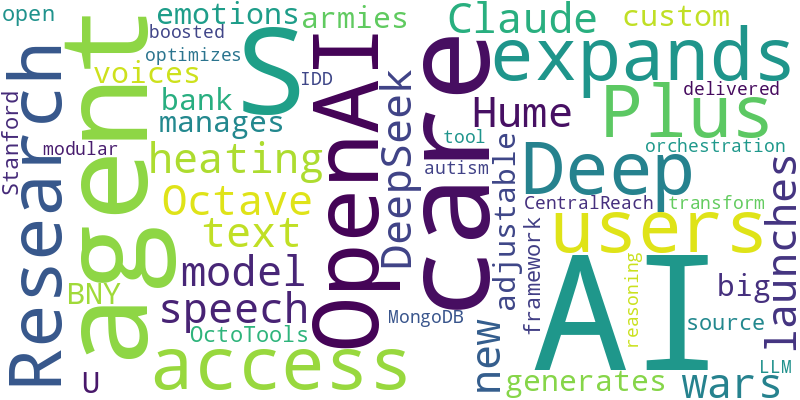 open
emotions
armies
Claude
custom
boosted
optimizes
voices
IDD
expands
Research
agent
S
OpenAI
care
bank
manages
Hume
Plus
delivered
Stanford
modular
DeepSeek
tool
orchestration
heating
autism
Deep
adjustable
Octave
CentralReach
transform
launches
text
users
model
framework
AI
reasoning
BNY
speech
MongoDB
big
OctoTools
new
source
U
access
generates
wars
LLM